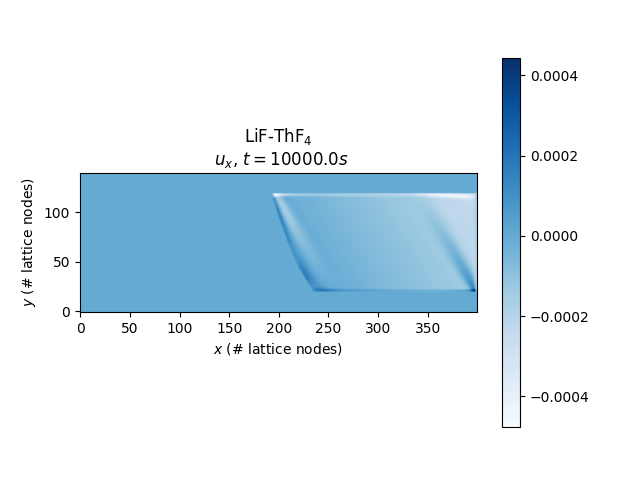 LiF-ThF₄
uₓ, t = 10000.0s
y (# lattice nodes)
100
50
0
0 50 100 150 200 250 300 350
x (# lattice nodes)
0.0004
0.0002
0.0000
−0.0002
−0.0004